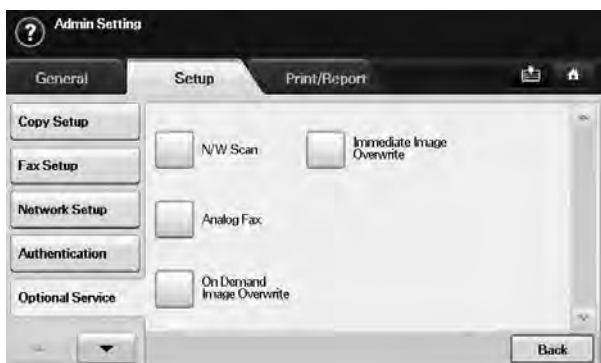 Admin Setting
General
Setup
Print/Report
Copy Setup
Fax Setup
Network Setup
Authentication
Optional Service
N/W Scan
Immediate Image
Overwrite
Analog Fax
On Demand
Image Overwrite
Back